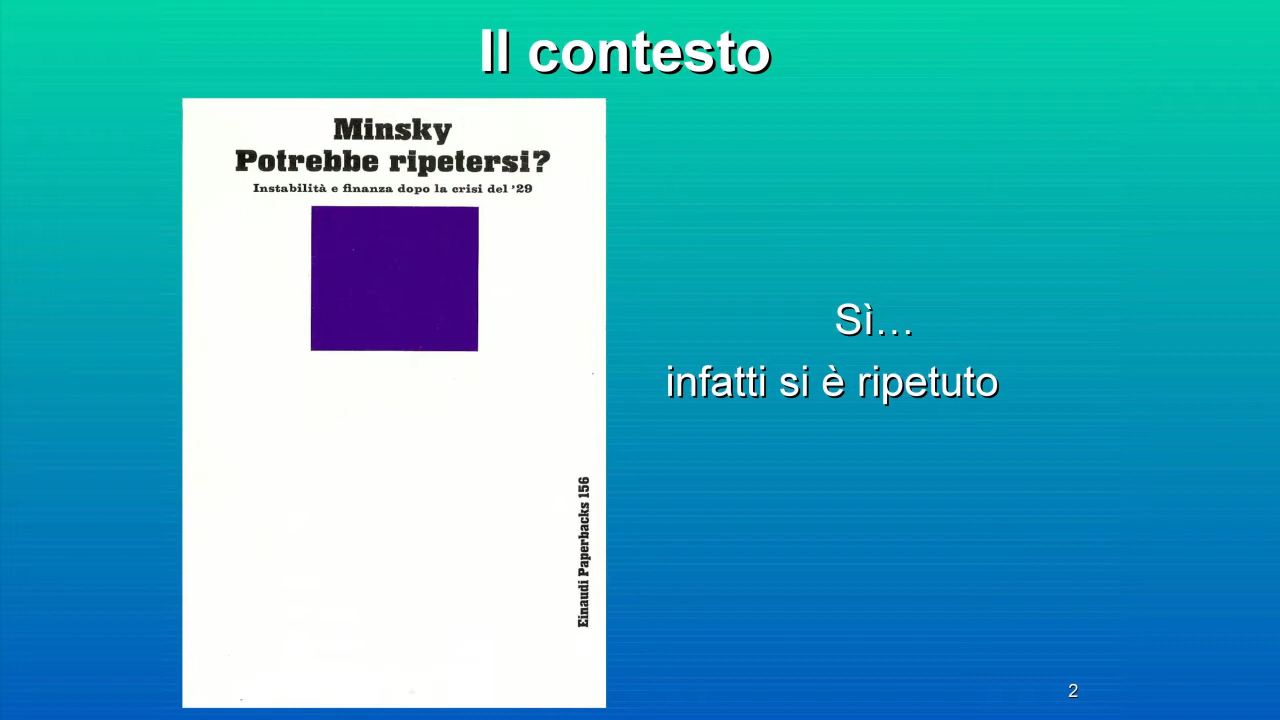 Il contesto
Minsky
Potrebbe ripetersi?
Instabilità e finanza dopo la crisi del '29
Einaudi Paperbacks 156
Sì…
infatti si è ripetuto
2